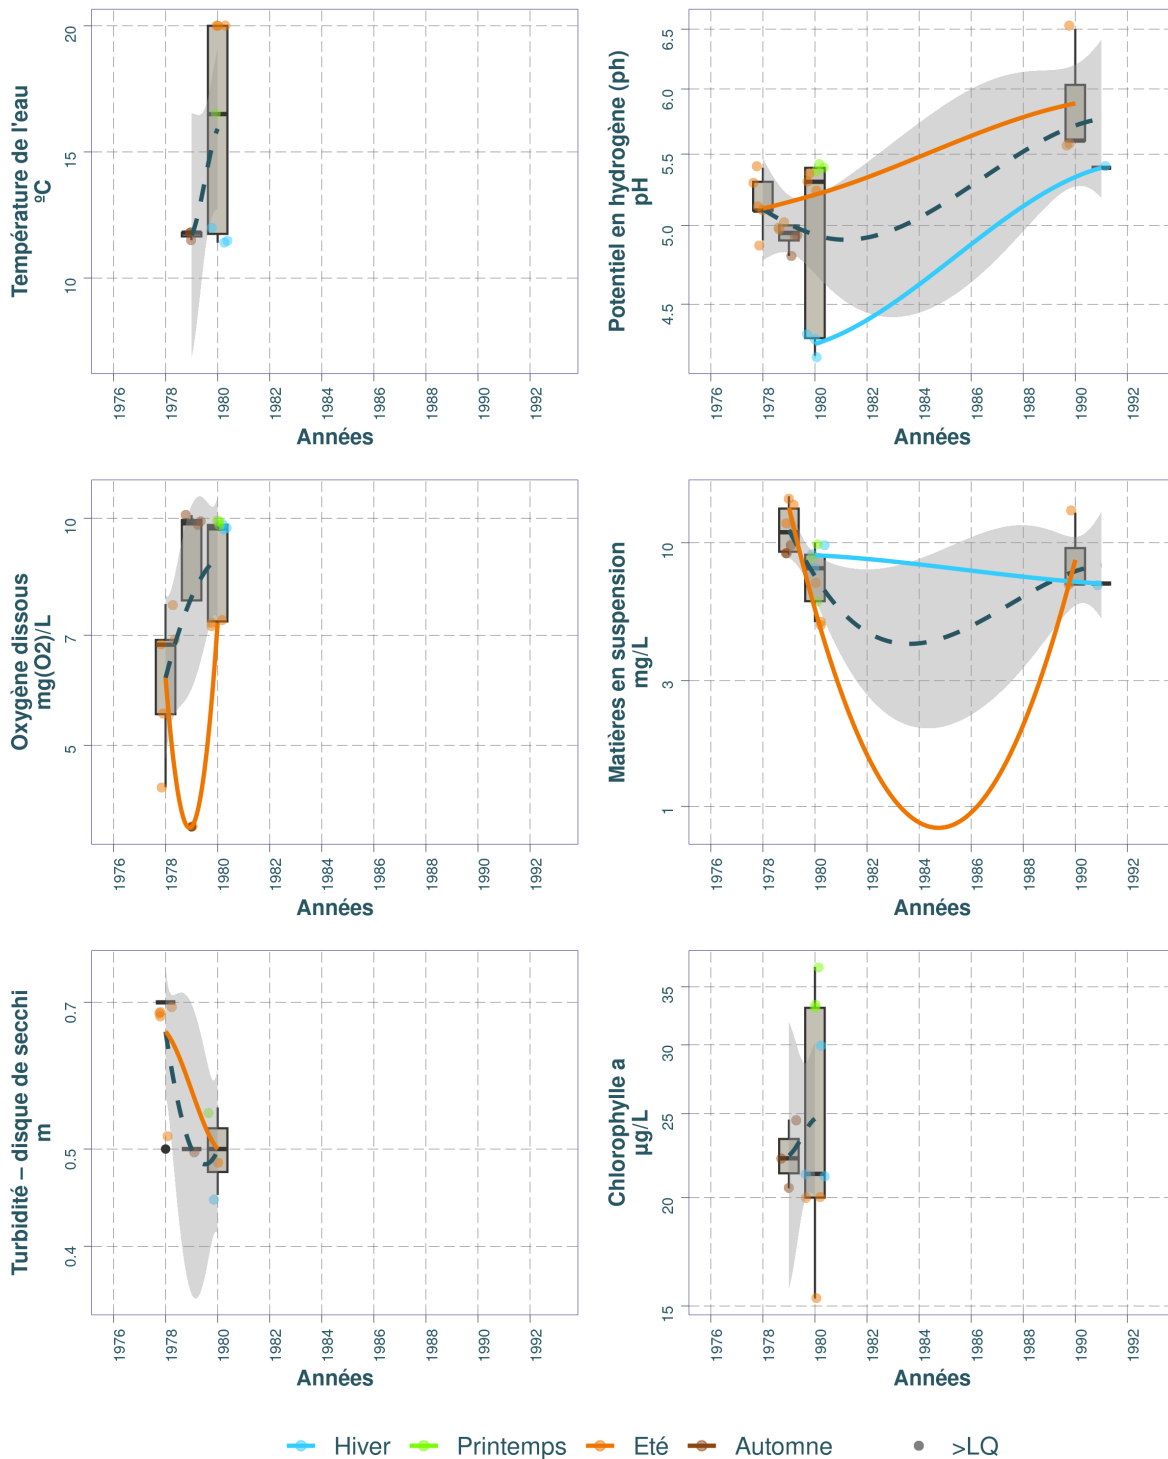 Température de l'eau
ºC
20
15
10
1976 1978 1980 1982 1984 1986 1988 1990 1992
Années
Potentiel en hydrogène (ph)
pH
6.5
6.0
5.5
5.0
4.5
1976 1978 1980 1982 1984 1986 1988 1990 1992
Années
Oxygène dissous
mg(O2)/L
10
7
5
1976 1978 1980 1982 1984 1986 1988 1990 1992
Années
Matières en suspension
mg/L
10
3
1
1976 1978 1980 1982 1984 1986 1988 1990 1992
Années
Turbidité – disque de secchi
m
0.7
0.5
0.4
1976 1978 1980 1982 1984 1986 1988 1990 1992
Années
Chlorophylle a
µg/L
35
30
25
20
15
1976 1978 1980 1982 1984 1986 1988 1990 1992
Années
Hiver Printemps Eté Automne >LQ